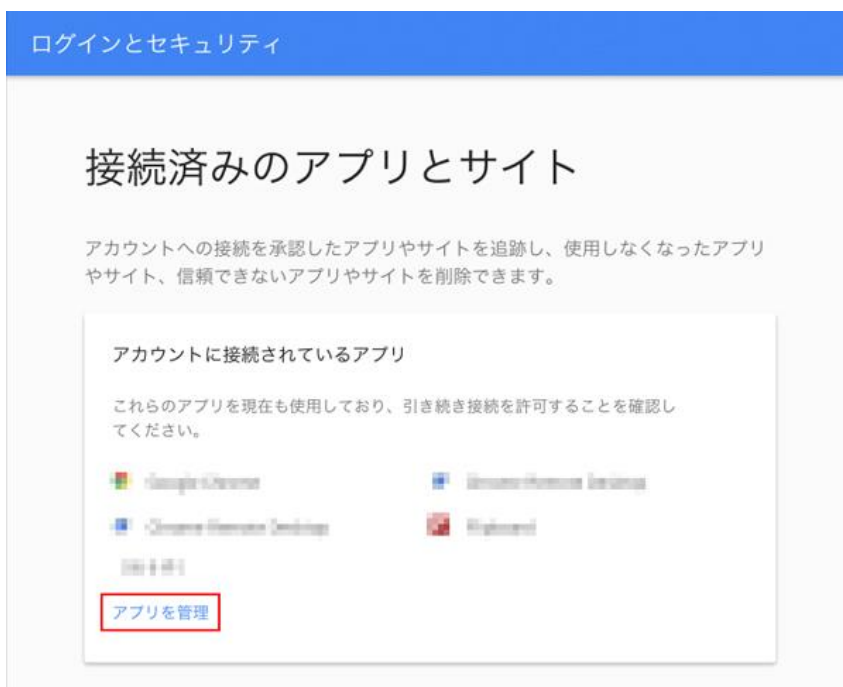 ログインとセキュリティ
接続済みのアプリとサイト
アカウントへの接続を承認したアプリやサイトを追跡し、使用しなくなったアプリ
やサイト、信頼できないアプリやサイトを削除できます。
アカウントに接続されているアプリ
これらのアプリを現在も使用しており、引き続き接続を許可することを確認し
てください。
アプリを管理